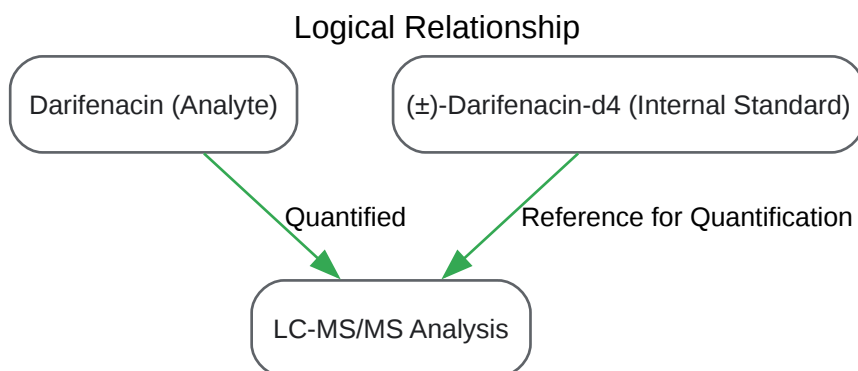 Logical Relationship
Darifenacin (Analyte)
(±)-Darifenacin-d4 (Internal Standard)
Quantified
Reference for Quantification
LC-MS/MS Analysis